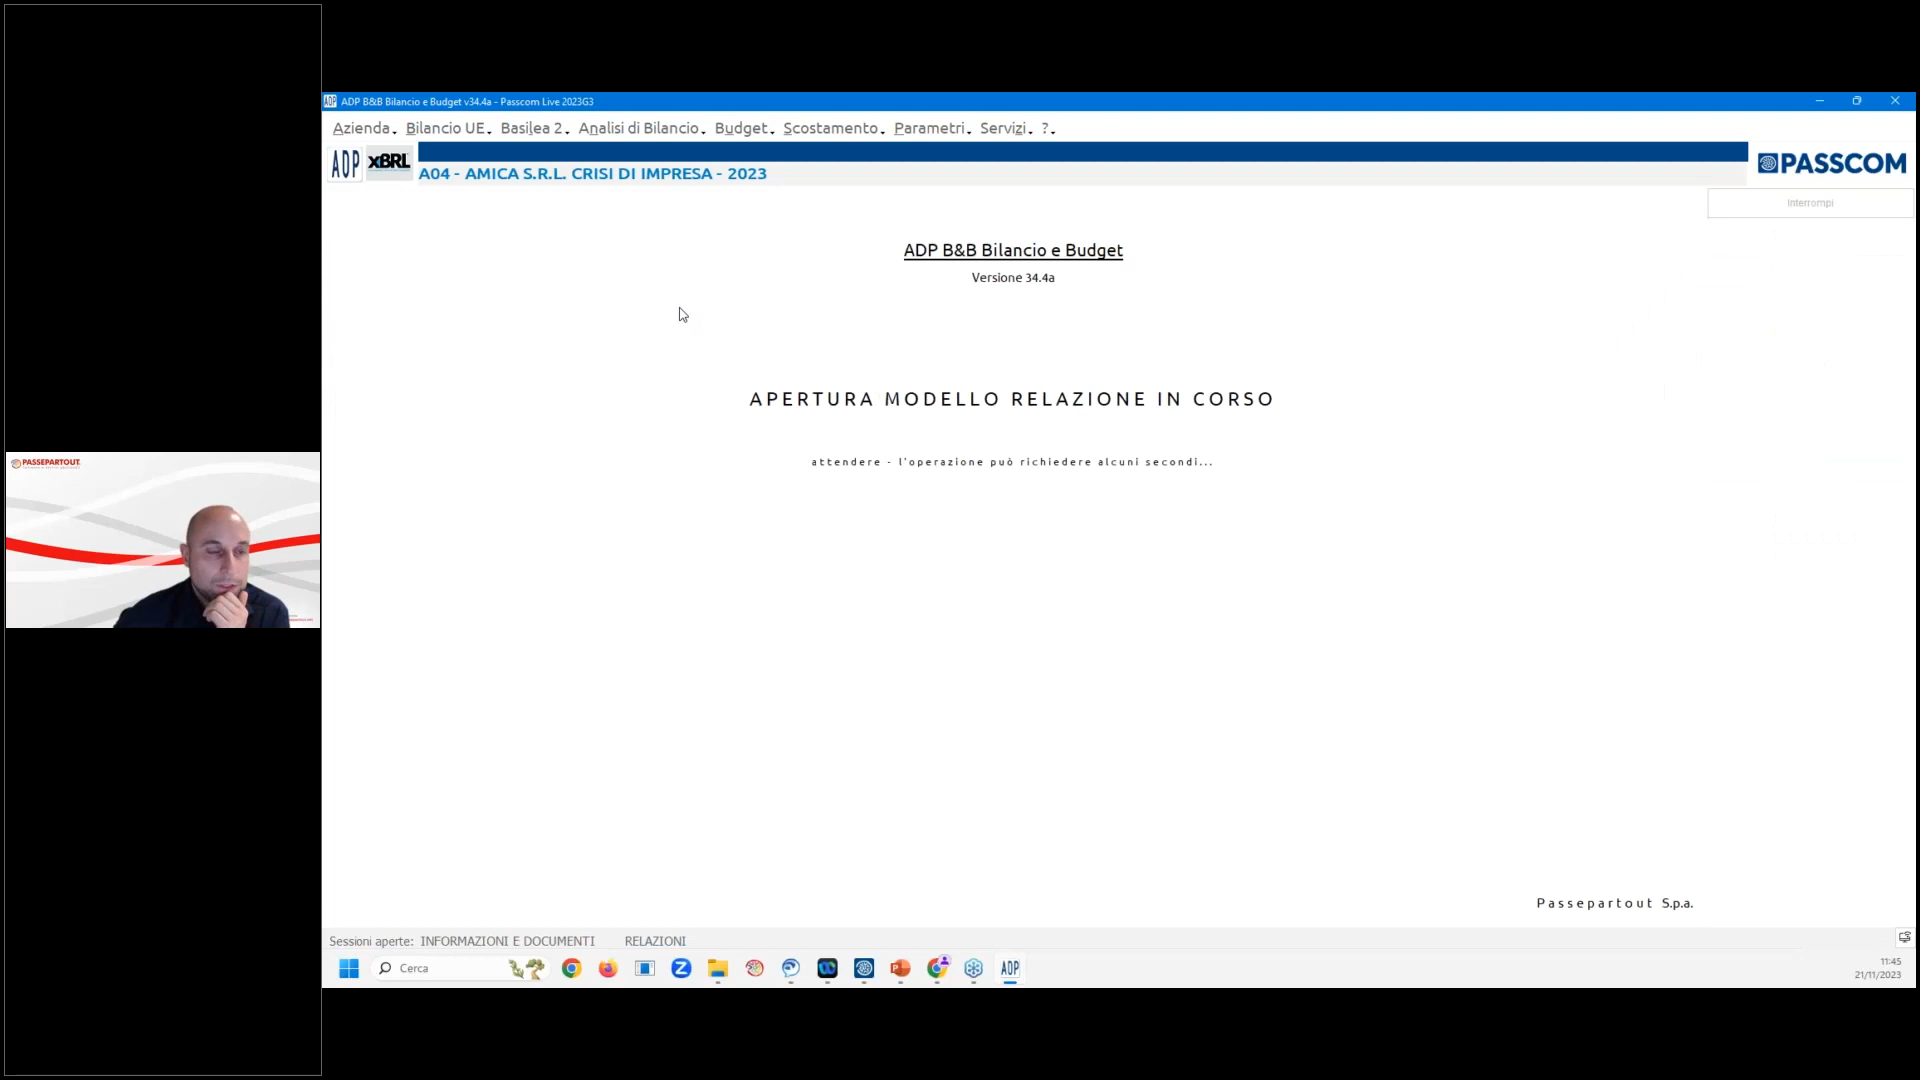 ADP B&B Bilancio e Budget v34.4a - Passcom Live 2023G3
Azienda Bilancio UE Basilea 2 Analisi di Bilancio Budget Scostamento Parametri Servizi ?
ADP XBRL A04 - AMICA S.R.L. CRISI DI IMPRESA - 2023 PASSCOM
Interrompi
ADP B&B Bilancio e Budget
Versione 34.4a
APERTURA MODELLO RELAZIONE IN CORSO
attendere - l'operazione può richiedere alcuni secondi...
PASSEPARTOUT
Passepartout S.p.a.
Sessioni aperte: INFORMAZIONI E DOCUMENTI RELAZIONI
Cerca
ADP
11:45
21/11/2023